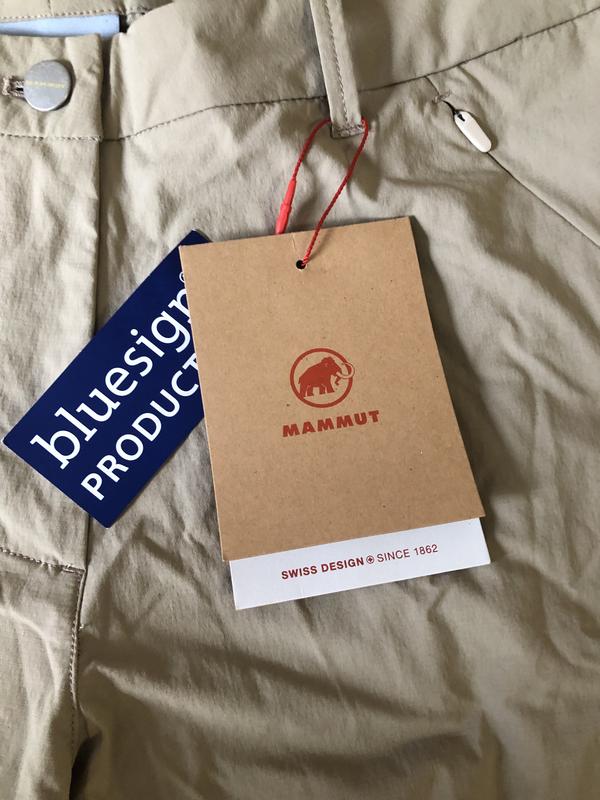 bluesign®
PRODUCT
MAMMUT
SWISS DESIGN SINCE 1862